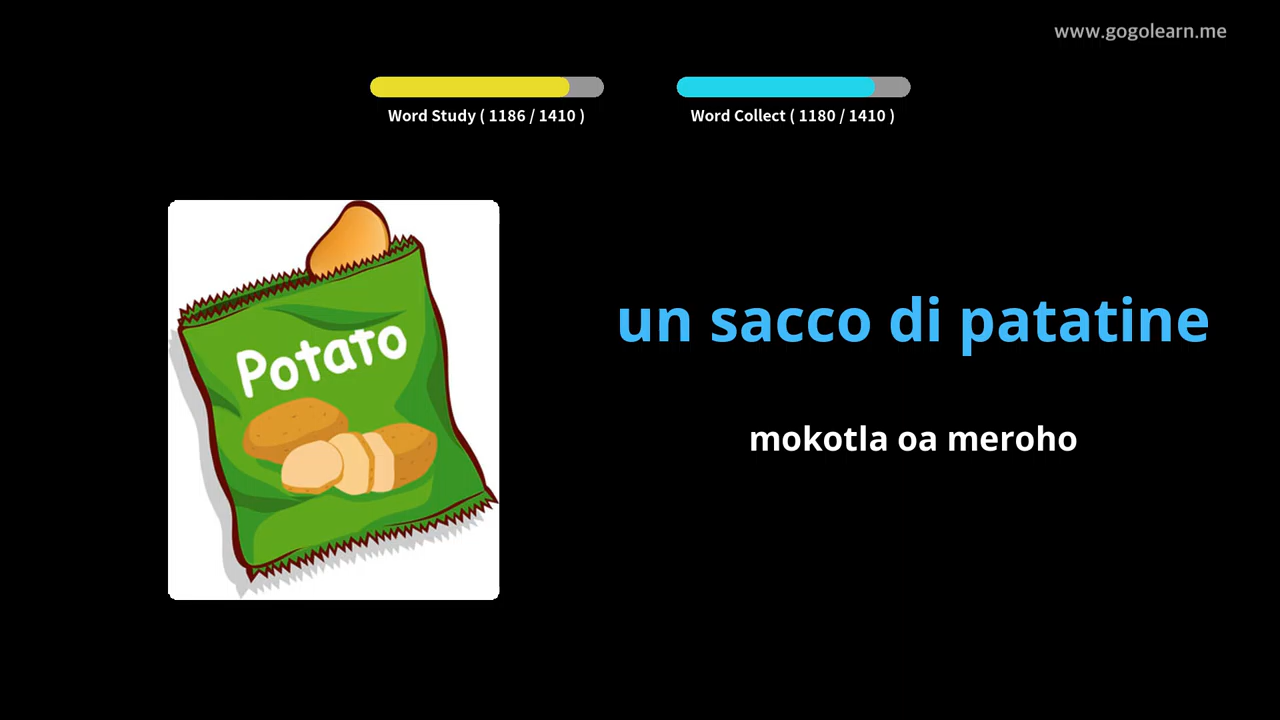 www.gogolearn.me
Word Study ( 1186 / 1410 )
Word Collect ( 1180 / 1410 )
Potato
un sacco di patatine
mokotla oa meroho